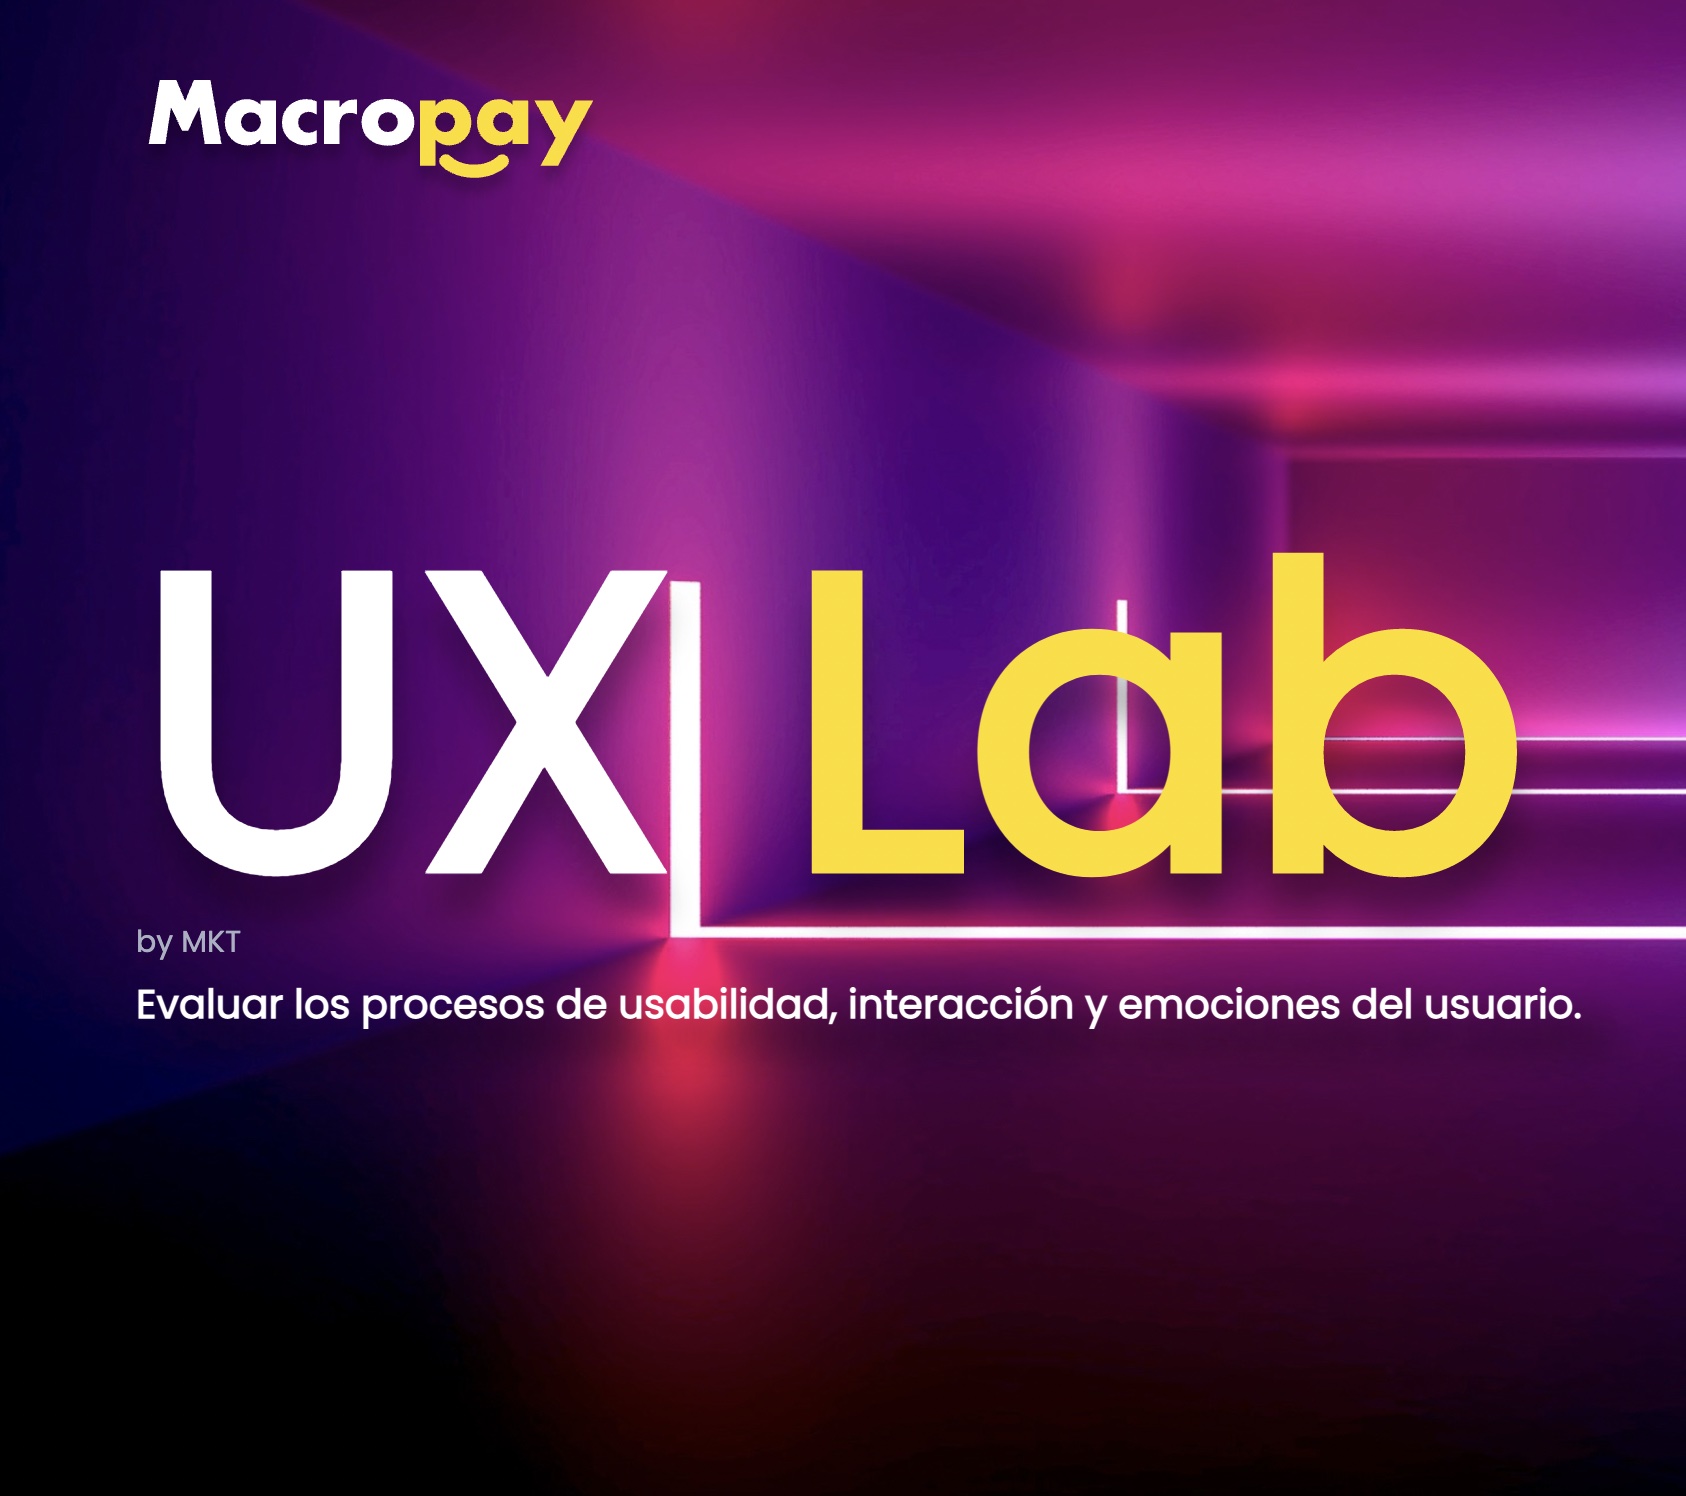 Macropay
UX Lab
by MKT
Evaluar los procesos de usabilidad, interacción y emociones del usuario.